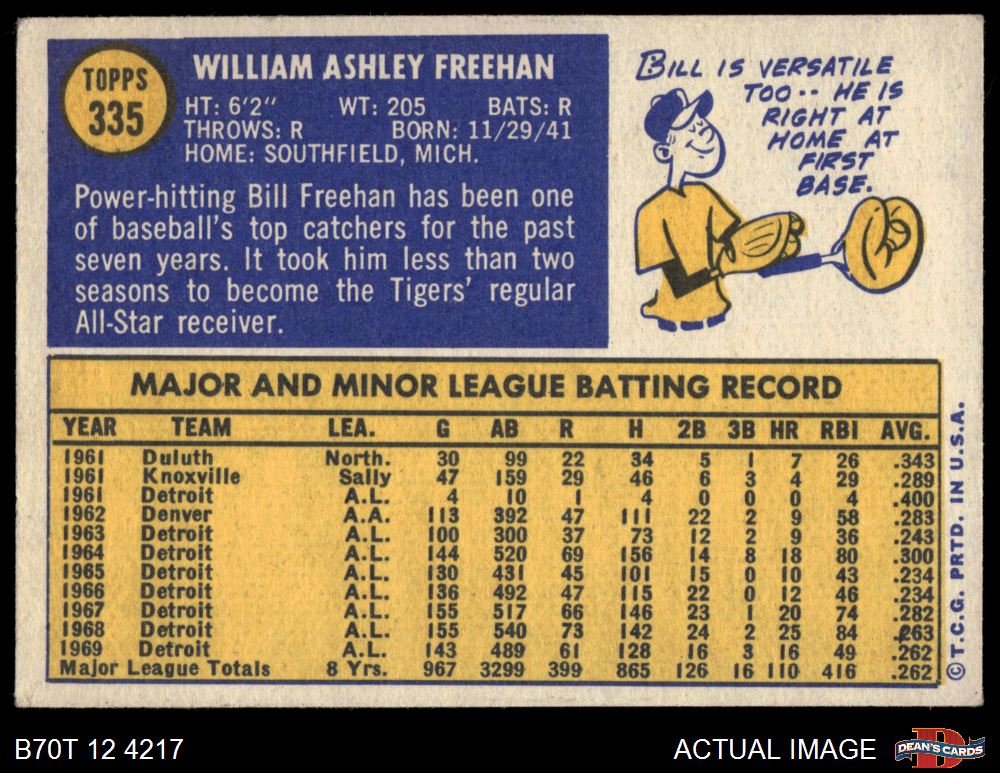 TOPPS
335
WILLIAM ASHLEY FREEHAN
HT: 6'2" WT: 205 BATS: R
THROWS: R BORN: 11/29/41
HOME: SOUTHFIELD, MICH.
Power-hitting Bill Freehan has been one
of baseball's top catchers for the past
seven years. It took him less than two
seasons to become the Tigers' regular
All-Star receiver.
BILL IS VERSATILE
TOO·· HE IS
RIGHT AT
HOME AT
FIRST
BASE.
MAJOR AND MINOR LEAGUE BATTING RECORD
YEAR TEAM LEA. G AB R H 2B 3B HR RBI AVG.
1961 Duluth North. 30 99 22 34 5 1 7 26 .343
1961 Knoxville Sally 47 159 29 46 6 3 4 29 .289
1961 Detroit A.L. 4 10 1 4 0 0 0 4 .400
1962 Denver A.A. 113 392 47 111 22 2 9 58 .283
1963 Detroit A.L. 100 300 37 73 12 2 9 36 .243
1964 Detroit A.L. 144 520 69 156 14 8 18 80 .300
1965 Detroit A.L. 130 431 45 101 15 0 10 43 .234
1966 Detroit A.L. 136 492 47 115 22 0 12 46 .234
1967 Detroit A.L. 155 517 66 146 23 1 20 74 .282
1968 Detroit A.L. 155 540 73 142 24 2 25 84 .263
1969 Detroit A.L. 143 489 61 128 16 3 16 49 .262
Major League Totals 8 Yrs. 967 3299 399 865 126 16 110 416 .262
© T.C.G. PRTD. IN U.S.A.
B70T 12 4217
ACTUAL IMAGE
D
DEAN'S CARDS